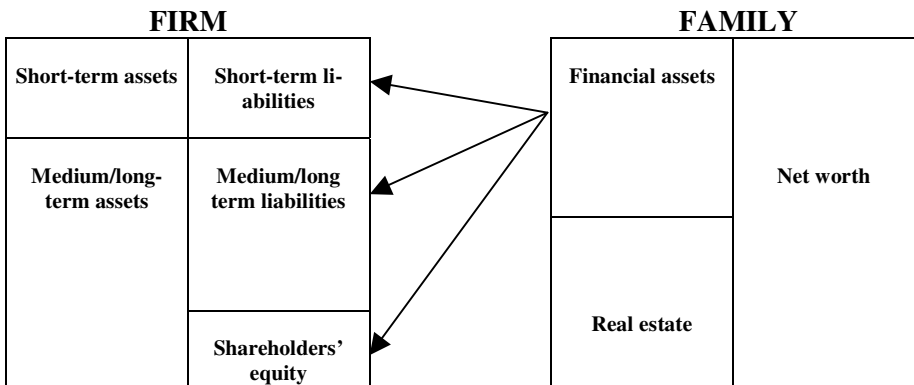 FIRM
FAMILY
Short-term assets
Short-term li-
abilities
Financial assets
Medium/long-
term assets
Medium/long
term liabilities
Net worth
Real estate
Shareholders’
equity